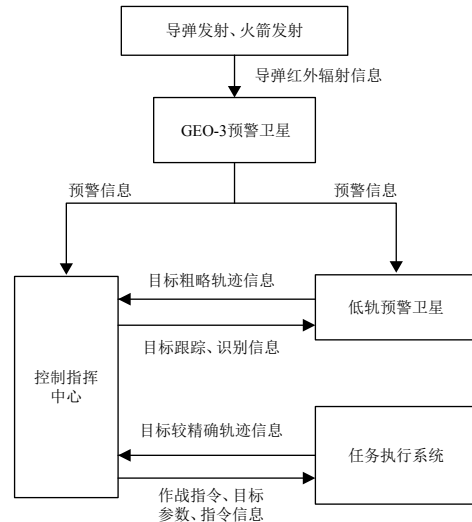 导弹发射、火箭发射
导弹红外辐射信息
GEO-3预警卫星
预警信息
预警信息
目标粗略轨迹信息
低轨预警卫星
目标跟踪、识别信息
控制指挥
中心
目标较精确轨迹信息
任务执行系统
作战指令、目标
参数、指令信息